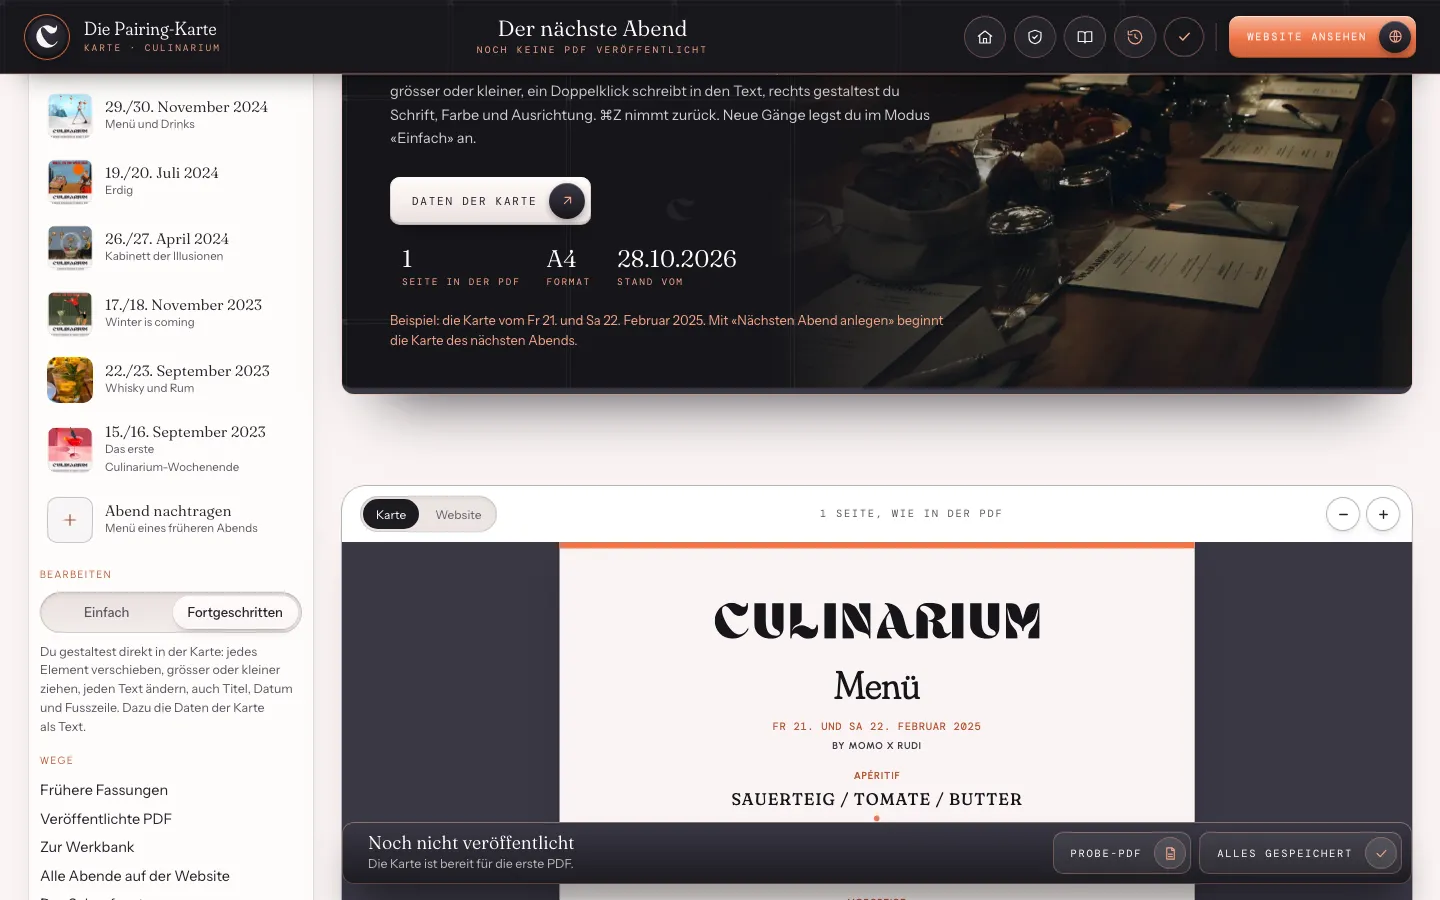 Die Pairing-Karte
KARTE · CULINARIUM
Der nächste Abend
NOCH KEINE PDF VERÖFFENTLICHT
WEBSITE ANSEHEN
29./30. November 2024
Menü und Drinks
19./20. Juli 2024
Erdig
26./27. April 2024
Kabinett der Illusionen
17./18. November 2023
Winter is coming
22./23. September 2023
Whisky und Rum
15./16. September 2023
Das erste
Culinarium-Wochenende
Abend nachtragen
Menü eines früheren Abends
BEARBEITEN
Einfach
Fortgeschritten
Du gestaltest direkt in der Karte: jedes
Element verschieben, grösser oder kleiner
ziehen, jeden Text ändern, auch Titel, Datum
und Fusszeile. Dazu die Daten der Karte
als Text.
WEGE
Frühere Fassungen
Veröffentlichte PDF
Zur Werkbank
Alle Abende auf der Website
grösser oder kleiner, ein Doppelklick schreibt in den Text, rechts gestaltest du
Schrift, Farbe und Ausrichtung. ⌘Z nimmt zurück. Neue Gänge legst du im Modus
«Einfach» an.
DATEN DER KARTE
1
SEITE IN DER PDF
A4
FORMAT
28.10.2026
STAND VOM
Beispiel: die Karte vom Fr 21. und Sa 22. Februar 2025. Mit «Nächsten Abend anlegen» beginnt
die Karte des nächsten Abends.
Karte
Website
1 SEITE, WIE IN DER PDF
CULINARIUM
Menü
FR 21. UND SA 22. FEBRUAR 2025
BY MOMO X RUDI
APÉRITIF
SAUERTEIG / TOMATE / BUTTER
Noch nicht veröffentlicht
Die Karte ist bereit für die erste PDF.
PROBE-PDF
ALLES GESPEICHERT